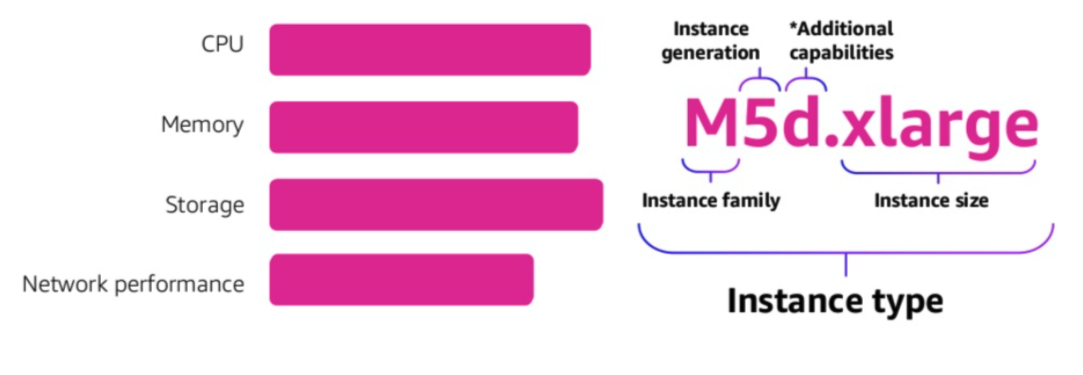 CPU
Memory
Storage
Network performance
Instance
generation
*Additional
capabilities
M5d.xlarge
Instance family
Instance size
Instance type